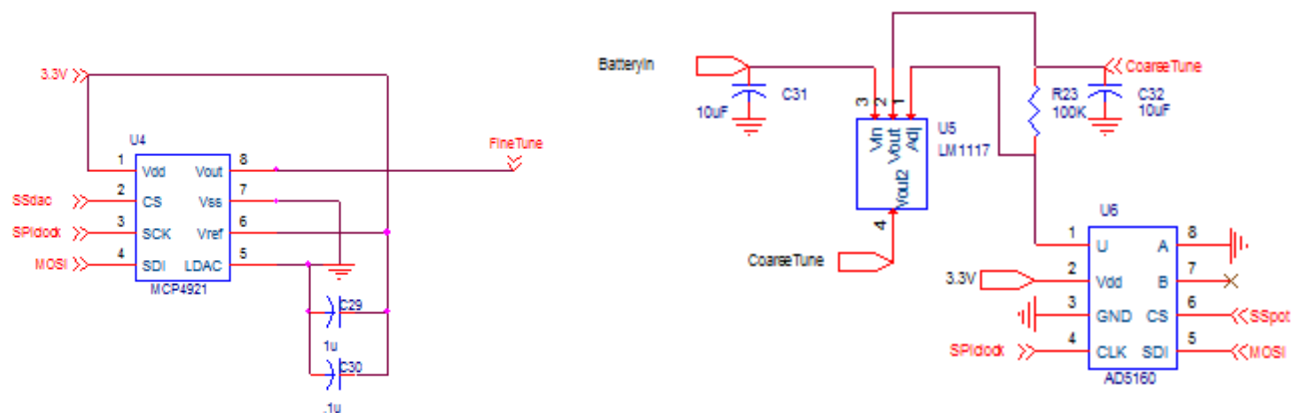 3.3V
U4
1 Vdd Vout 8
SSdac 2 CS Vss 7
SPIclock 3 SCK Vref 6
MOSI 4 SDI LDAC 5
MCP4921
FineTune
C29
1u
C30
.1u
BatteryIn
C31
10uF
3 2 1
Vin Vout Adj
Vout2
4
U5
LM1117
CoarseTune
R23
100K
C32
10uF
CoarseTune
U6
1 U A 8
3.3V 2 Vdd B 7
3 GND CS 6 SSpot
SPIclock 4 CLK SDI 5 MOSI
AD5160